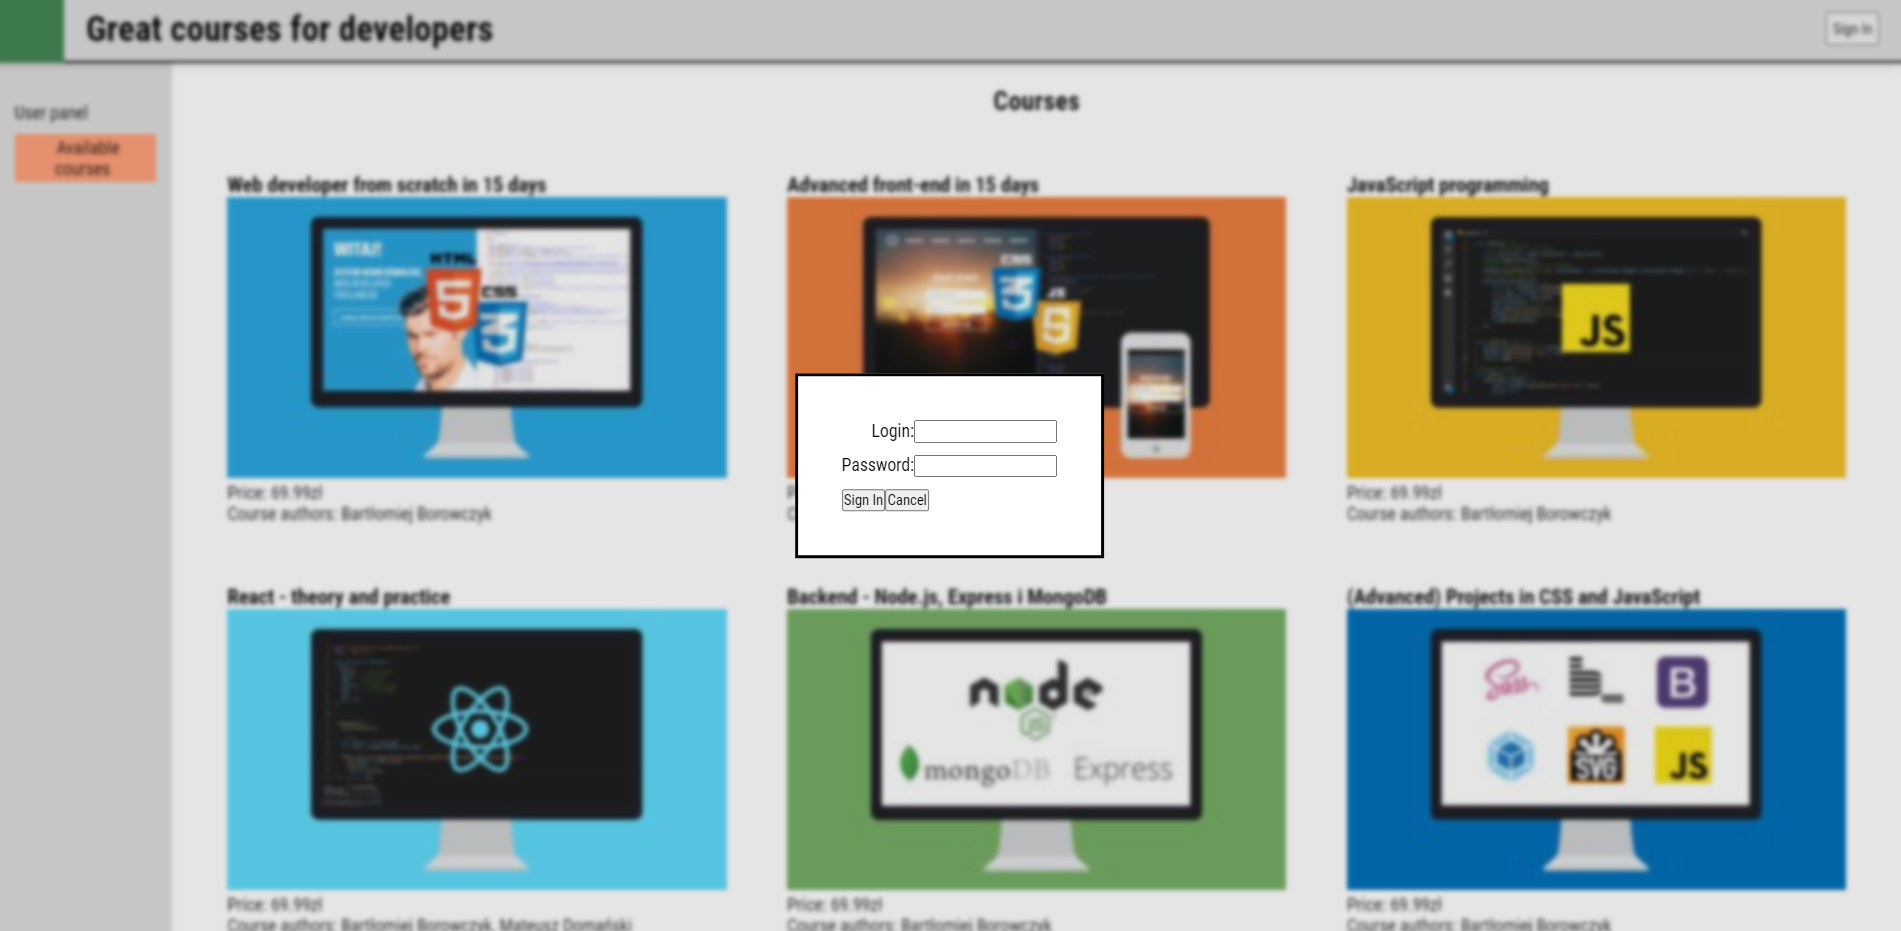 Great courses for developers
Sign In
User panel
Available
courses
Courses
Web developer from scratch in 15 days
Advanced front-end in 15 days
JavaScript programming
WITAJ!
HTML
5
CSS
3
CSS
3
JS
5
JS
Login:
Password:
Sign In Cancel
Price: 69.99zł
Course authors: Bartłomiej Borowczyk
P
C
Price: 69.99zł
Course authors: Bartłomiej Borowczyk
React - theory and practice
Backend - Node.js, Express i MongoDB
(Advanced) Projects in CSS and JavaScript
node
JS
mongoDB Express
Sass
B
SVG
JS
Price: 69.99zł
Course authors: Bartłomiej Borowczyk, Mateusz Domański
Price: 69.99zł
Course authors: Bartłomiej Borowczyk
Price: 69.99zł
Course authors: Bartłomiej Borowczyk